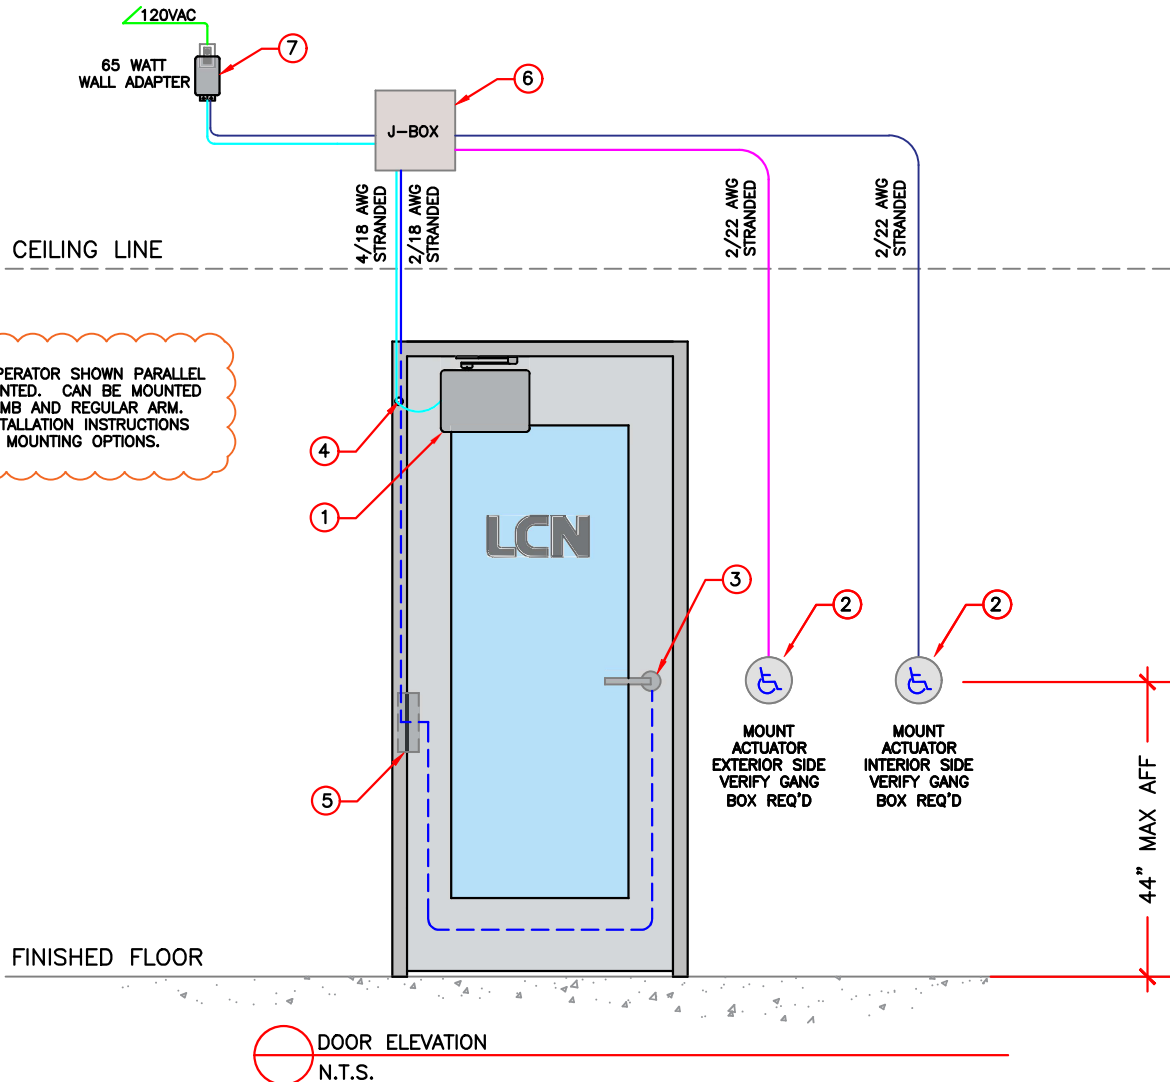 120VAC
65 WATT
WALL ADAPTER
7
6
J-BOX
4/18 AWG
STRANDED
2/18 AWG
STRANDED
2/22 AWG
STRANDED
2/22 AWG
STRANDED
CEILING LINE
PERATOR SHOWN PARALLEL
NTED. CAN BE MOUNTED
MB AND REGULAR ARM.
TALLATION INSTRUCTIONS
MOUNTING OPTIONS.
4
1
LCN
3
2
2
5
MOUNT
ACTUATOR
EXTERIOR SIDE
VERIFY GANG
BOX REQ'D
MOUNT
ACTUATOR
INTERIOR SIDE
VERIFY GANG
BOX REQ'D
44" MAX AFF
FINISHED FLOOR
DOOR ELEVATION
N.T.S.